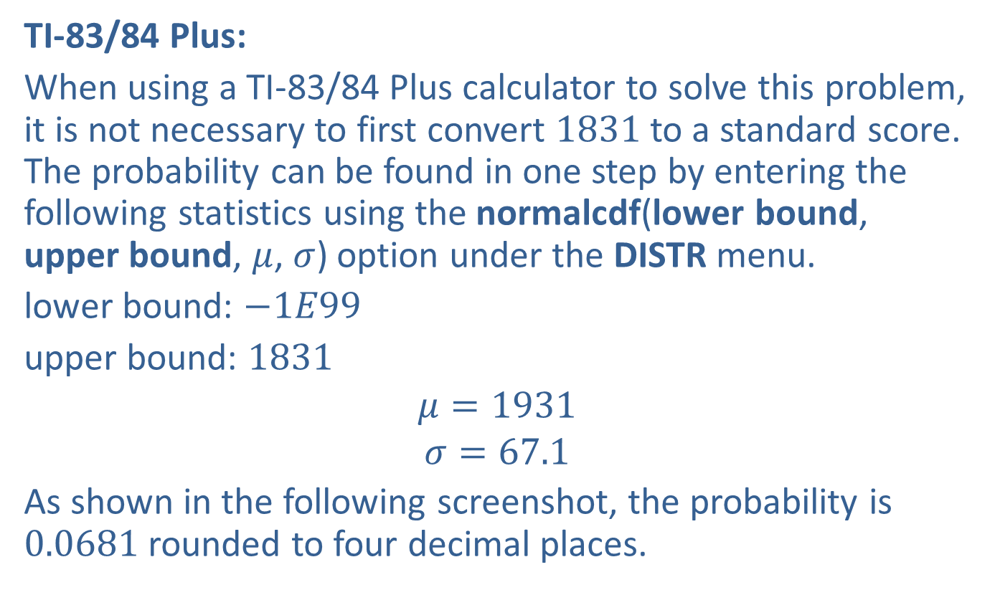 TI-83/84 Plus:
When using a TI-83/84 Plus calculator to solve this problem,
it is not necessary to first convert 1831 to a standard score.
The probability can be found in one step by entering the
following statistics using the normalcdf(lower bound,
upper bound, μ, σ) option under the DISTR menu.
lower bound: −1E99
upper bound: 1831
μ = 1931
σ = 67.1
As shown in the following screenshot, the probability is
0.0681 rounded to four decimal places.